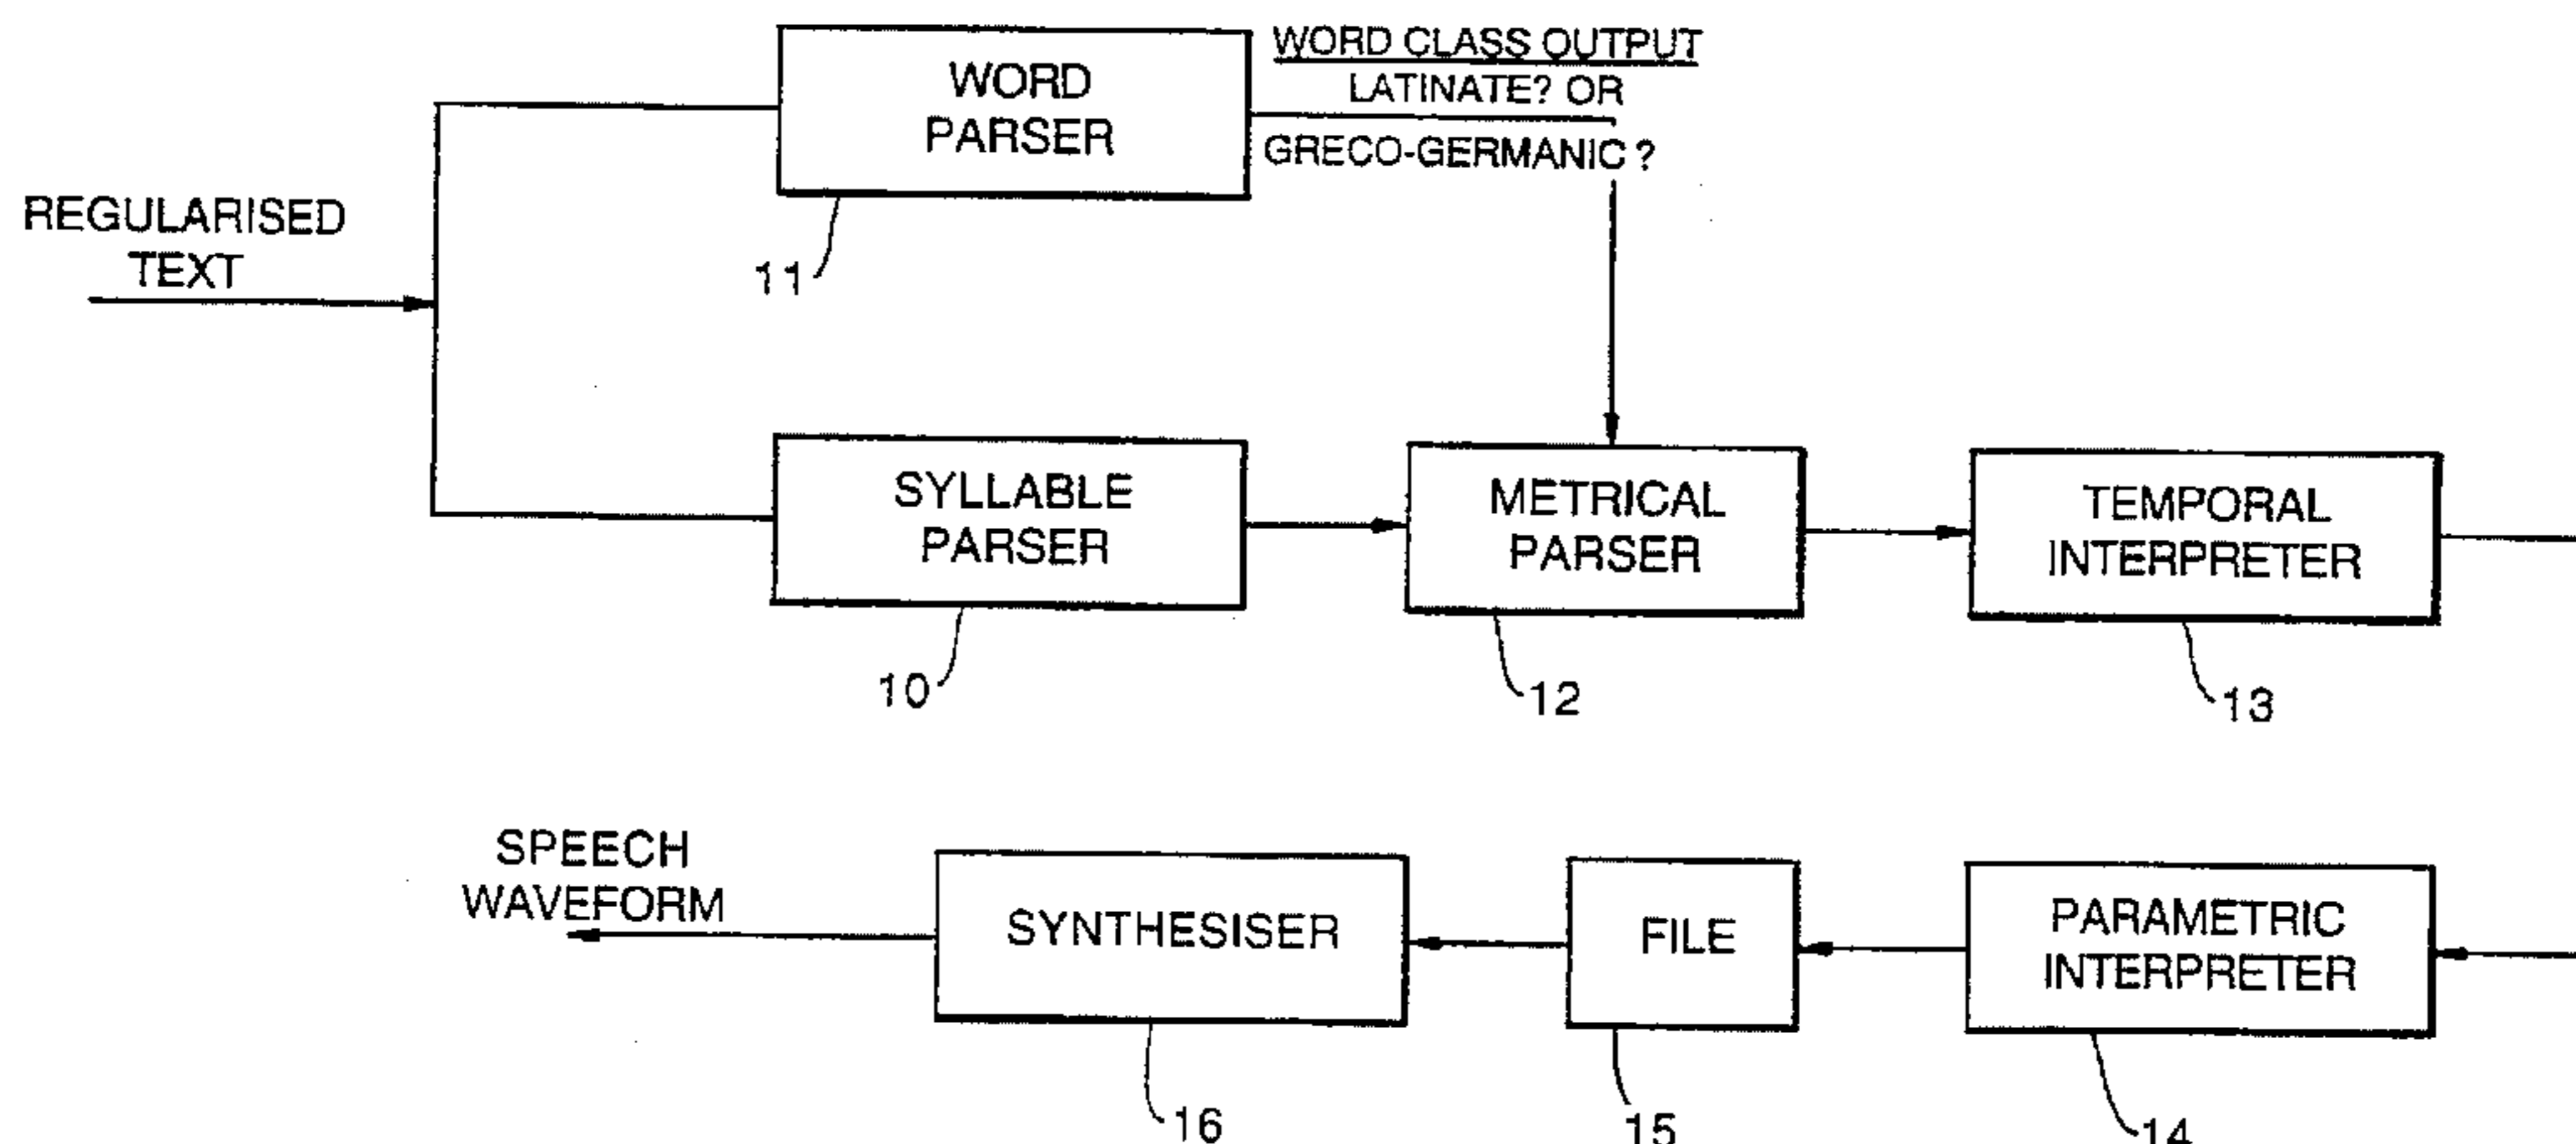 WORD CLASS OUTPUT
WORD
LATINATE? OR
PARSER
GRECO-GERMANIC ?
REGULARISED
TEXT
11
SYLLABLE
PARSER
METRICAL
PARSER
TEMPORAL
INTERPRETER
10
12
13
SPEECH
WAVEFORM
SYNTHESISER
FILE
PARAMETRIC
INTERPRETER
16
15
14